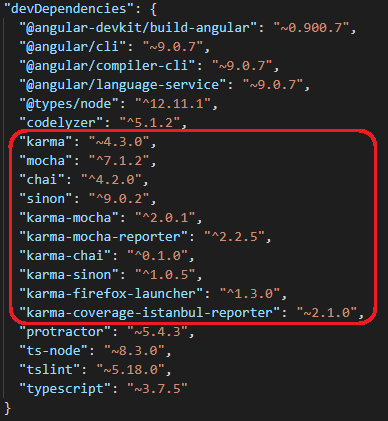 "devDependencies": {
"@angular-devkit/build-angular": "~0.900.7",
"@angular/cli": "~9.0.7",
"@angular/compiler-cli": "~9.0.7",
"@angular/language-service": "~9.0.7",
"@types/node": "^12.11.1",
"codelyzer": "^5.1.2",
"karma": "~4.3.0",
"mocha": "^7.1.2",
"chai": "^4.2.0",
"sinon": "^9.0.2",
"karma-mocha": "^2.0.1",
"karma-mocha-reporter": "^2.2.5",
"karma-chai": "^0.1.0",
"karma-sinon": "^1.0.5",
"karma-firefox-launcher": "^1.3.0",
"karma-coverage-istanbul-reporter": "~2.1.0",
"protractor": "~5.4.3",
"ts-node": "~8.3.0",
"tslint": "~5.18.0",
"typescript": "~3.7.5"
}